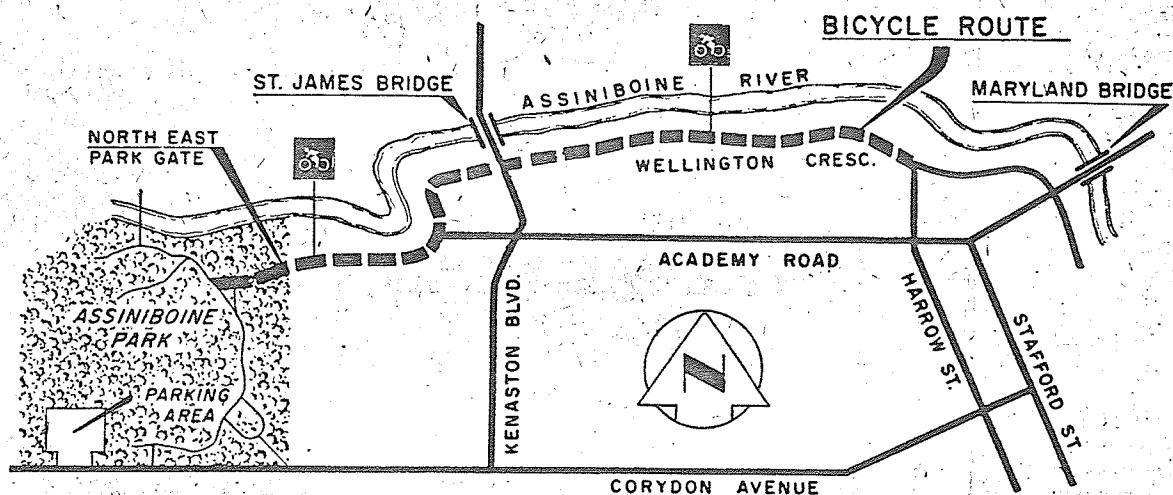 BICYCLE ROUTE
ST. JAMES BRIDGE
ASSINIBOINE RIVER
MARYLAND BRIDGE
NORTH EAST
PARK GATE
WELLINGTON CRESC.
ACADEMY ROAD
ASSINIBOINE
PARK
KENASTON BLVD.
HARROW ST.
STAFFORD ST
N
PARKING
AREA
CORYDON AVENUE